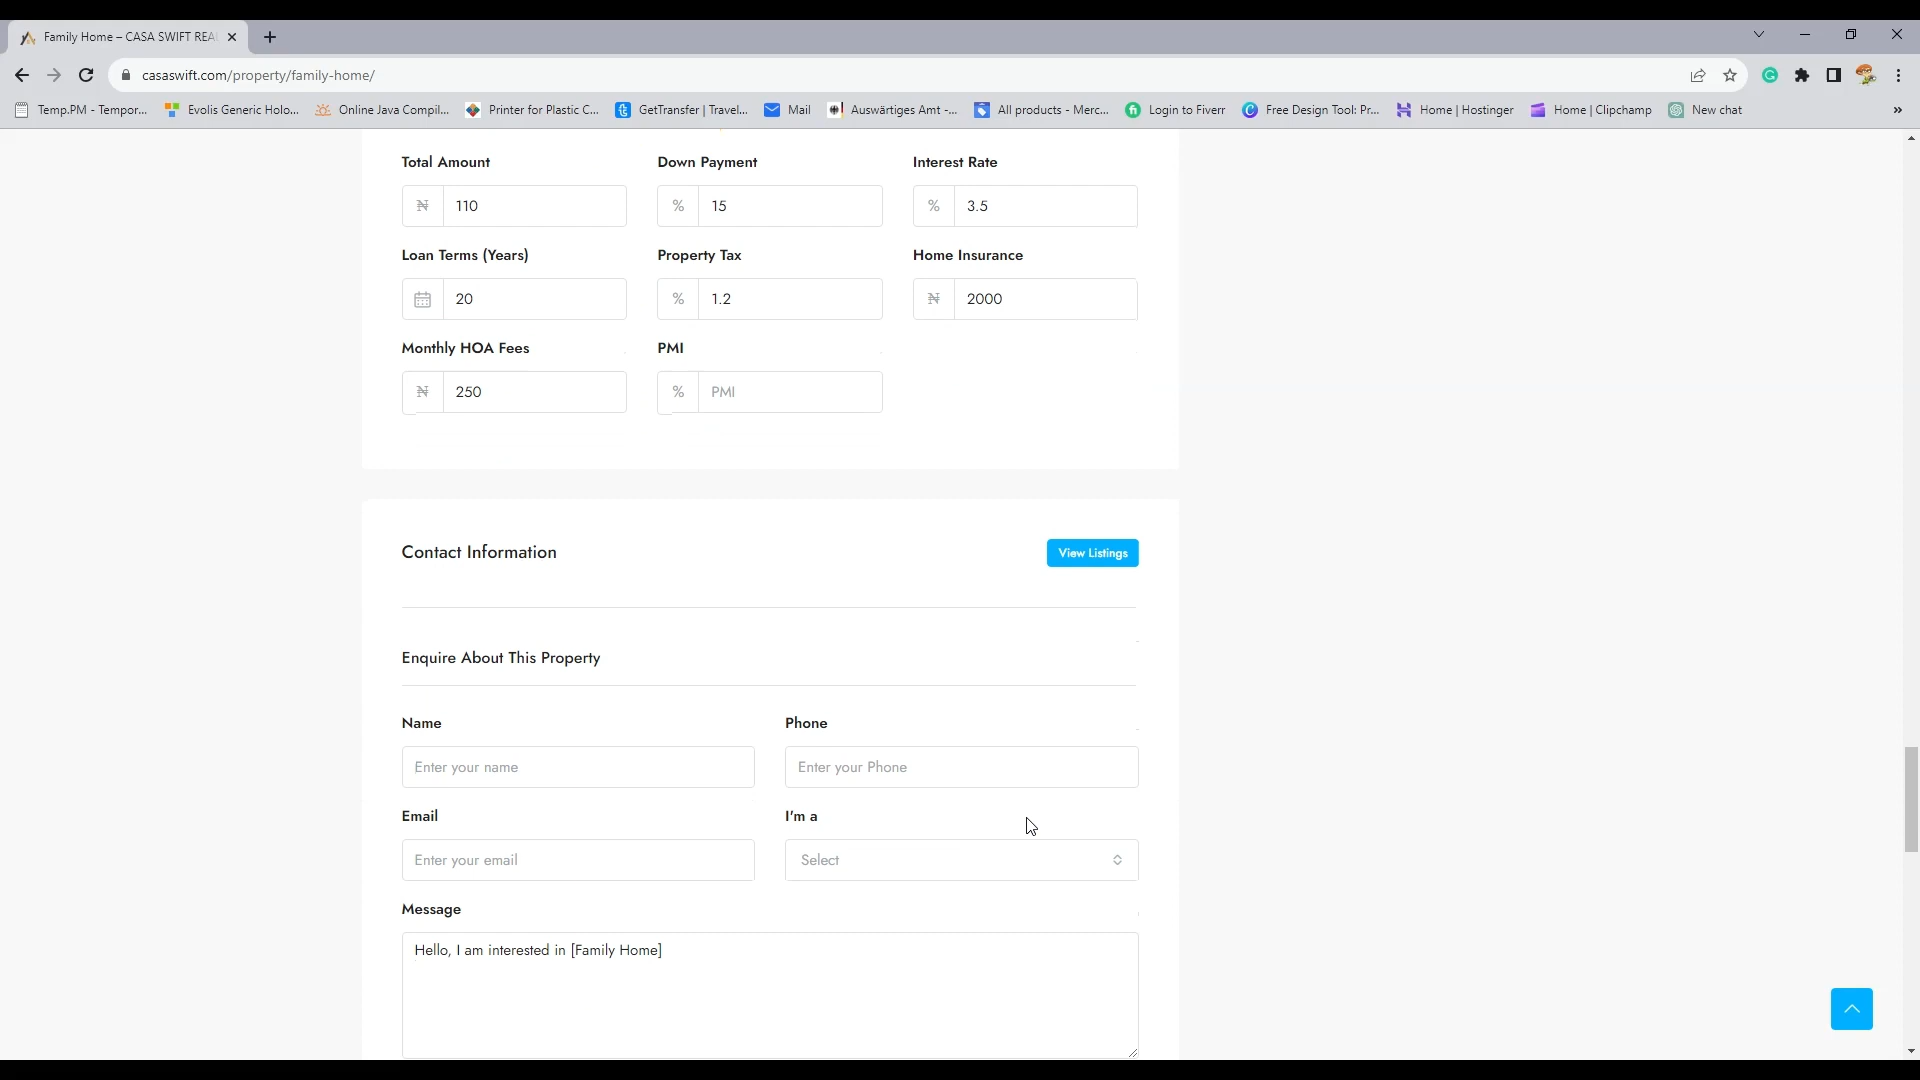 Family Home – CASA SWIFT REA
casaswift.com/property/family-home/
Temp.PM - Tempor... Evolis Generic Holo... Online Java Compil... Printer for Plastic C... GetTransfer | Travel... Mail Auswärtiges Amt -... All products - Merc... Login to Fiverr Free Design Tool: Pr... Home | Hostinger Home | Clipchamp New chat »
Total Amount Down Payment Interest Rate
₦ 110 % 15 % 3.5
Loan Terms (Years) Property Tax Home Insurance
20 % 1.2 ₦ 2000
Monthly HOA Fees PMI
₦ 250 % PMI
Contact Information View Listings
Enquire About This Property
Name Phone
Enter your name Enter your Phone
Email I'm a
Enter your email Select
Message
Hello, I am interested in [Family Home]